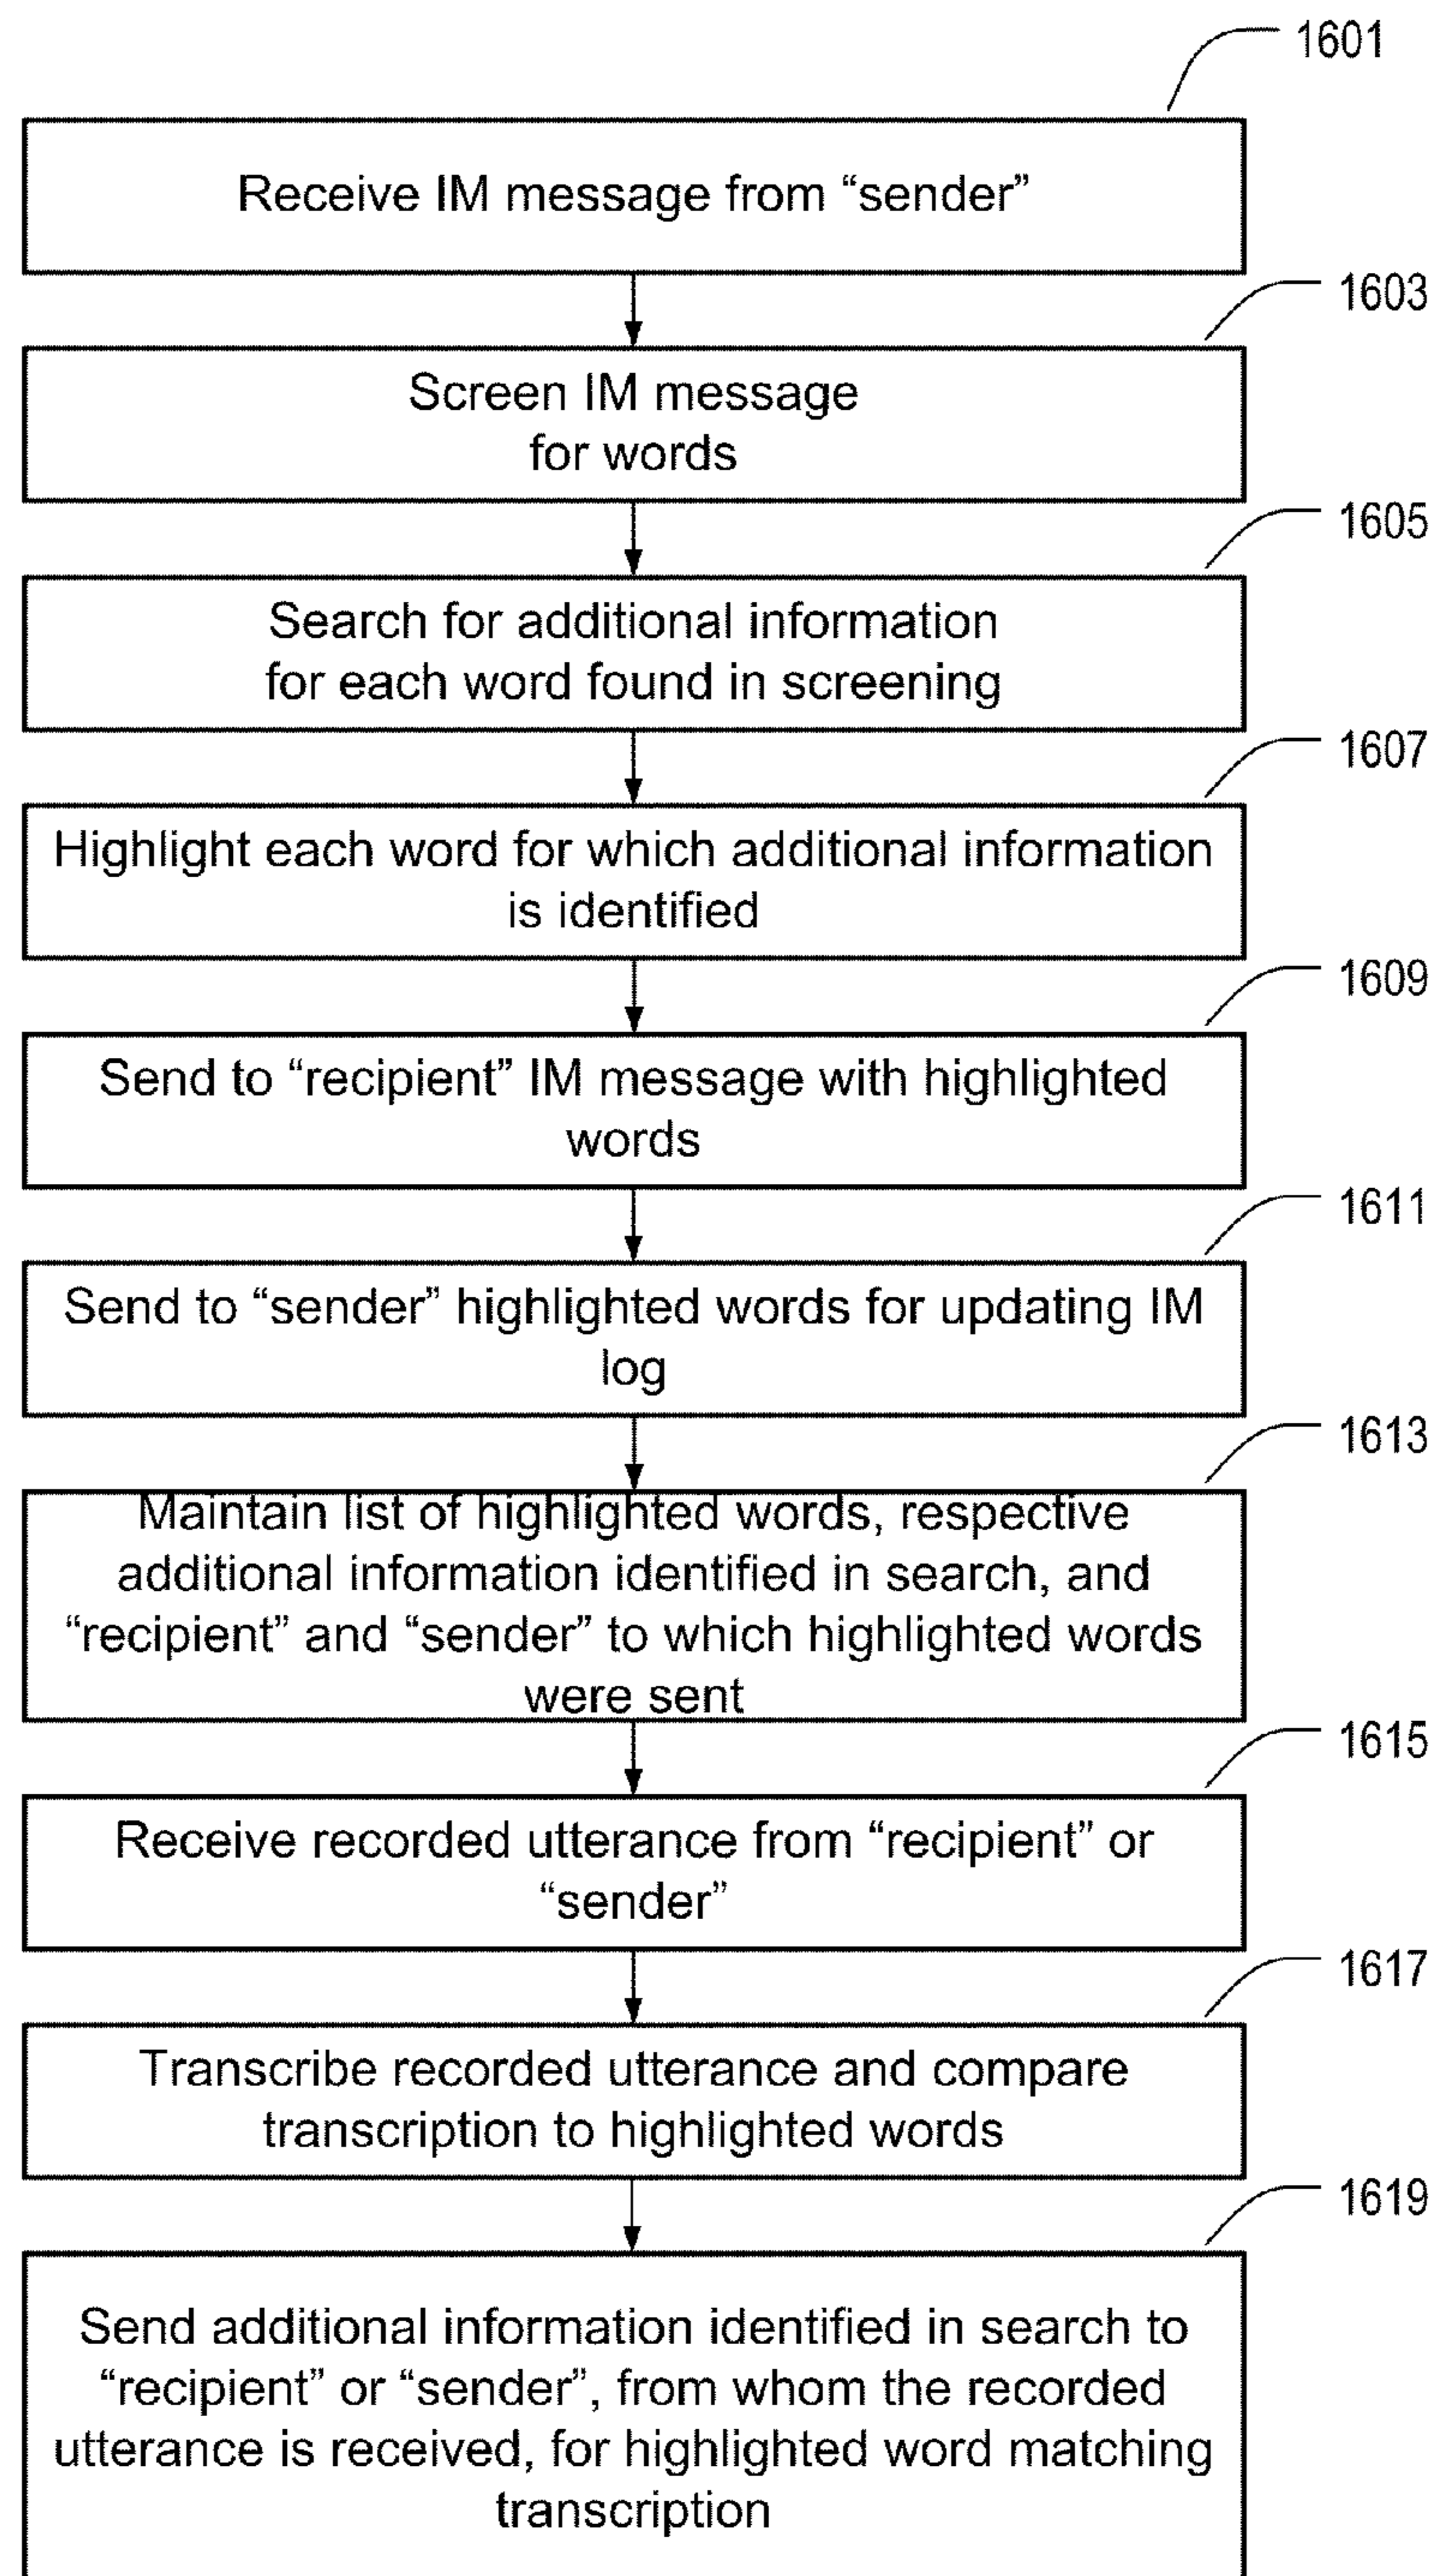 1601
Receive IM message from “sender”
1603
Screen IM message
for words
1605
Search for additional information
for each word found in screening
1607
Highlight each word for which additional information
is identified
1609
Send to “recipient” IM message with highlighted
words
1611
Send to “sender” highlighted words for updating IM
log
1613
Maintain list of highlighted words, respective
additional information identified in search, and
“recipient” and “sender” to which highlighted words
were sent
1615
Receive recorded utterance from “recipient” or
“sender”
1617
Transcribe recorded utterance and compare
transcription to highlighted words
1619
Send additional information identified in search to
“recipient” or “sender”, from whom the recorded
utterance is received, for highlighted word matching
transcription